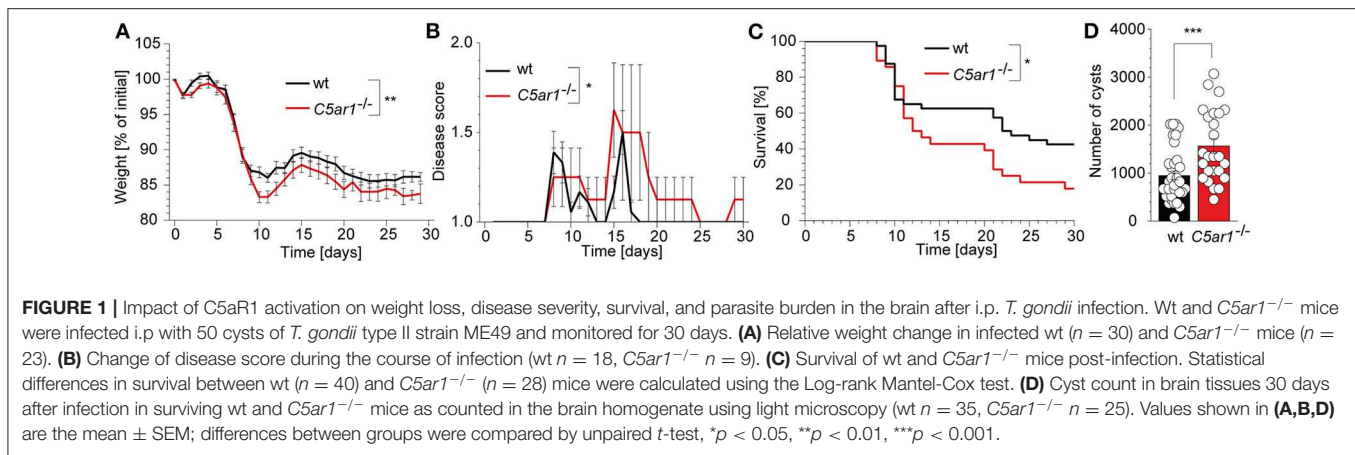 A
105
100
95
90
85
80
Weight [% of initial]
0 5 10 15 20 25 30
Time [days]
wt
C5ar1-/-
**
B
2.0
1.5
1.0
Disease score
0 5 10 15 20 25 30
Time [days]
wt
C5ar1-/-
*
C
100
80
60
40
20
0
Survival [%]
0 5 10 15 20 25 30
Time [days]
wt
C5ar1-/-
*
D
***
4000
3000
2000
1000
0
Number of cysts
wt C5ar1-/-
FIGURE 1 | Impact of C5aR1 activation on weight loss, disease severity, survival, and parasite burden in the brain after i.p. T. gondii infection. Wt and C5ar1−/− mice
were infected i.p with 50 cysts of T. gondii type II strain ME49 and monitored for 30 days. (A) Relative weight change in infected wt (n = 30) and C5ar1−/− mice (n =
23). (B) Change of disease score during the course of infection (wt n = 18, C5ar1−/− n = 9). (C) Survival of wt and C5ar1−/− mice post-infection. Statistical
differences in survival between wt (n = 40) and C5ar1−/− (n = 28) mice were calculated using the Log-rank Mantel-Cox test. (D) Cyst count in brain tissues 30 days
after infection in surviving wt and C5ar1−/− mice as counted in the brain homogenate using light microscopy (wt n = 35, C5ar1−/− n = 25). Values shown in (A,B,D)
are the mean ± SEM; differences between groups were compared by unpaired t-test, *p < 0.05, **p < 0.01, ***p < 0.001.